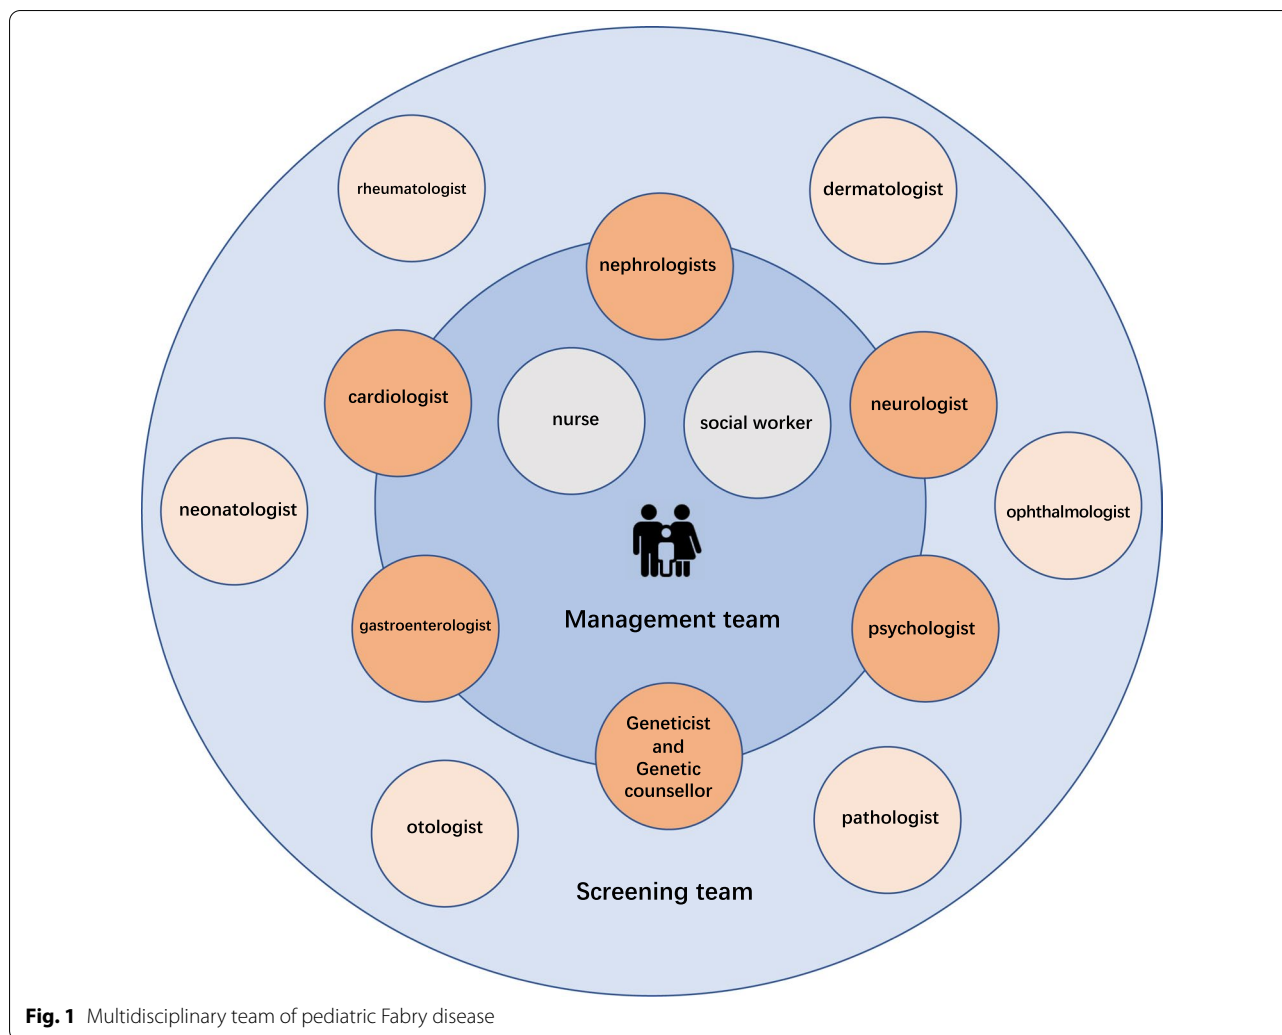 rheumatologist
dermatologist
nephrologists
cardiologist
neurologist
nurse
social worker
neonatologist
ophthalmologist
Management team
gastroenterologist
psychologist
Geneticist
and
Genetic
counsellor
otologist
pathologist
Screening team
Fig. 1 Multidisciplinary team of pediatric Fabry disease